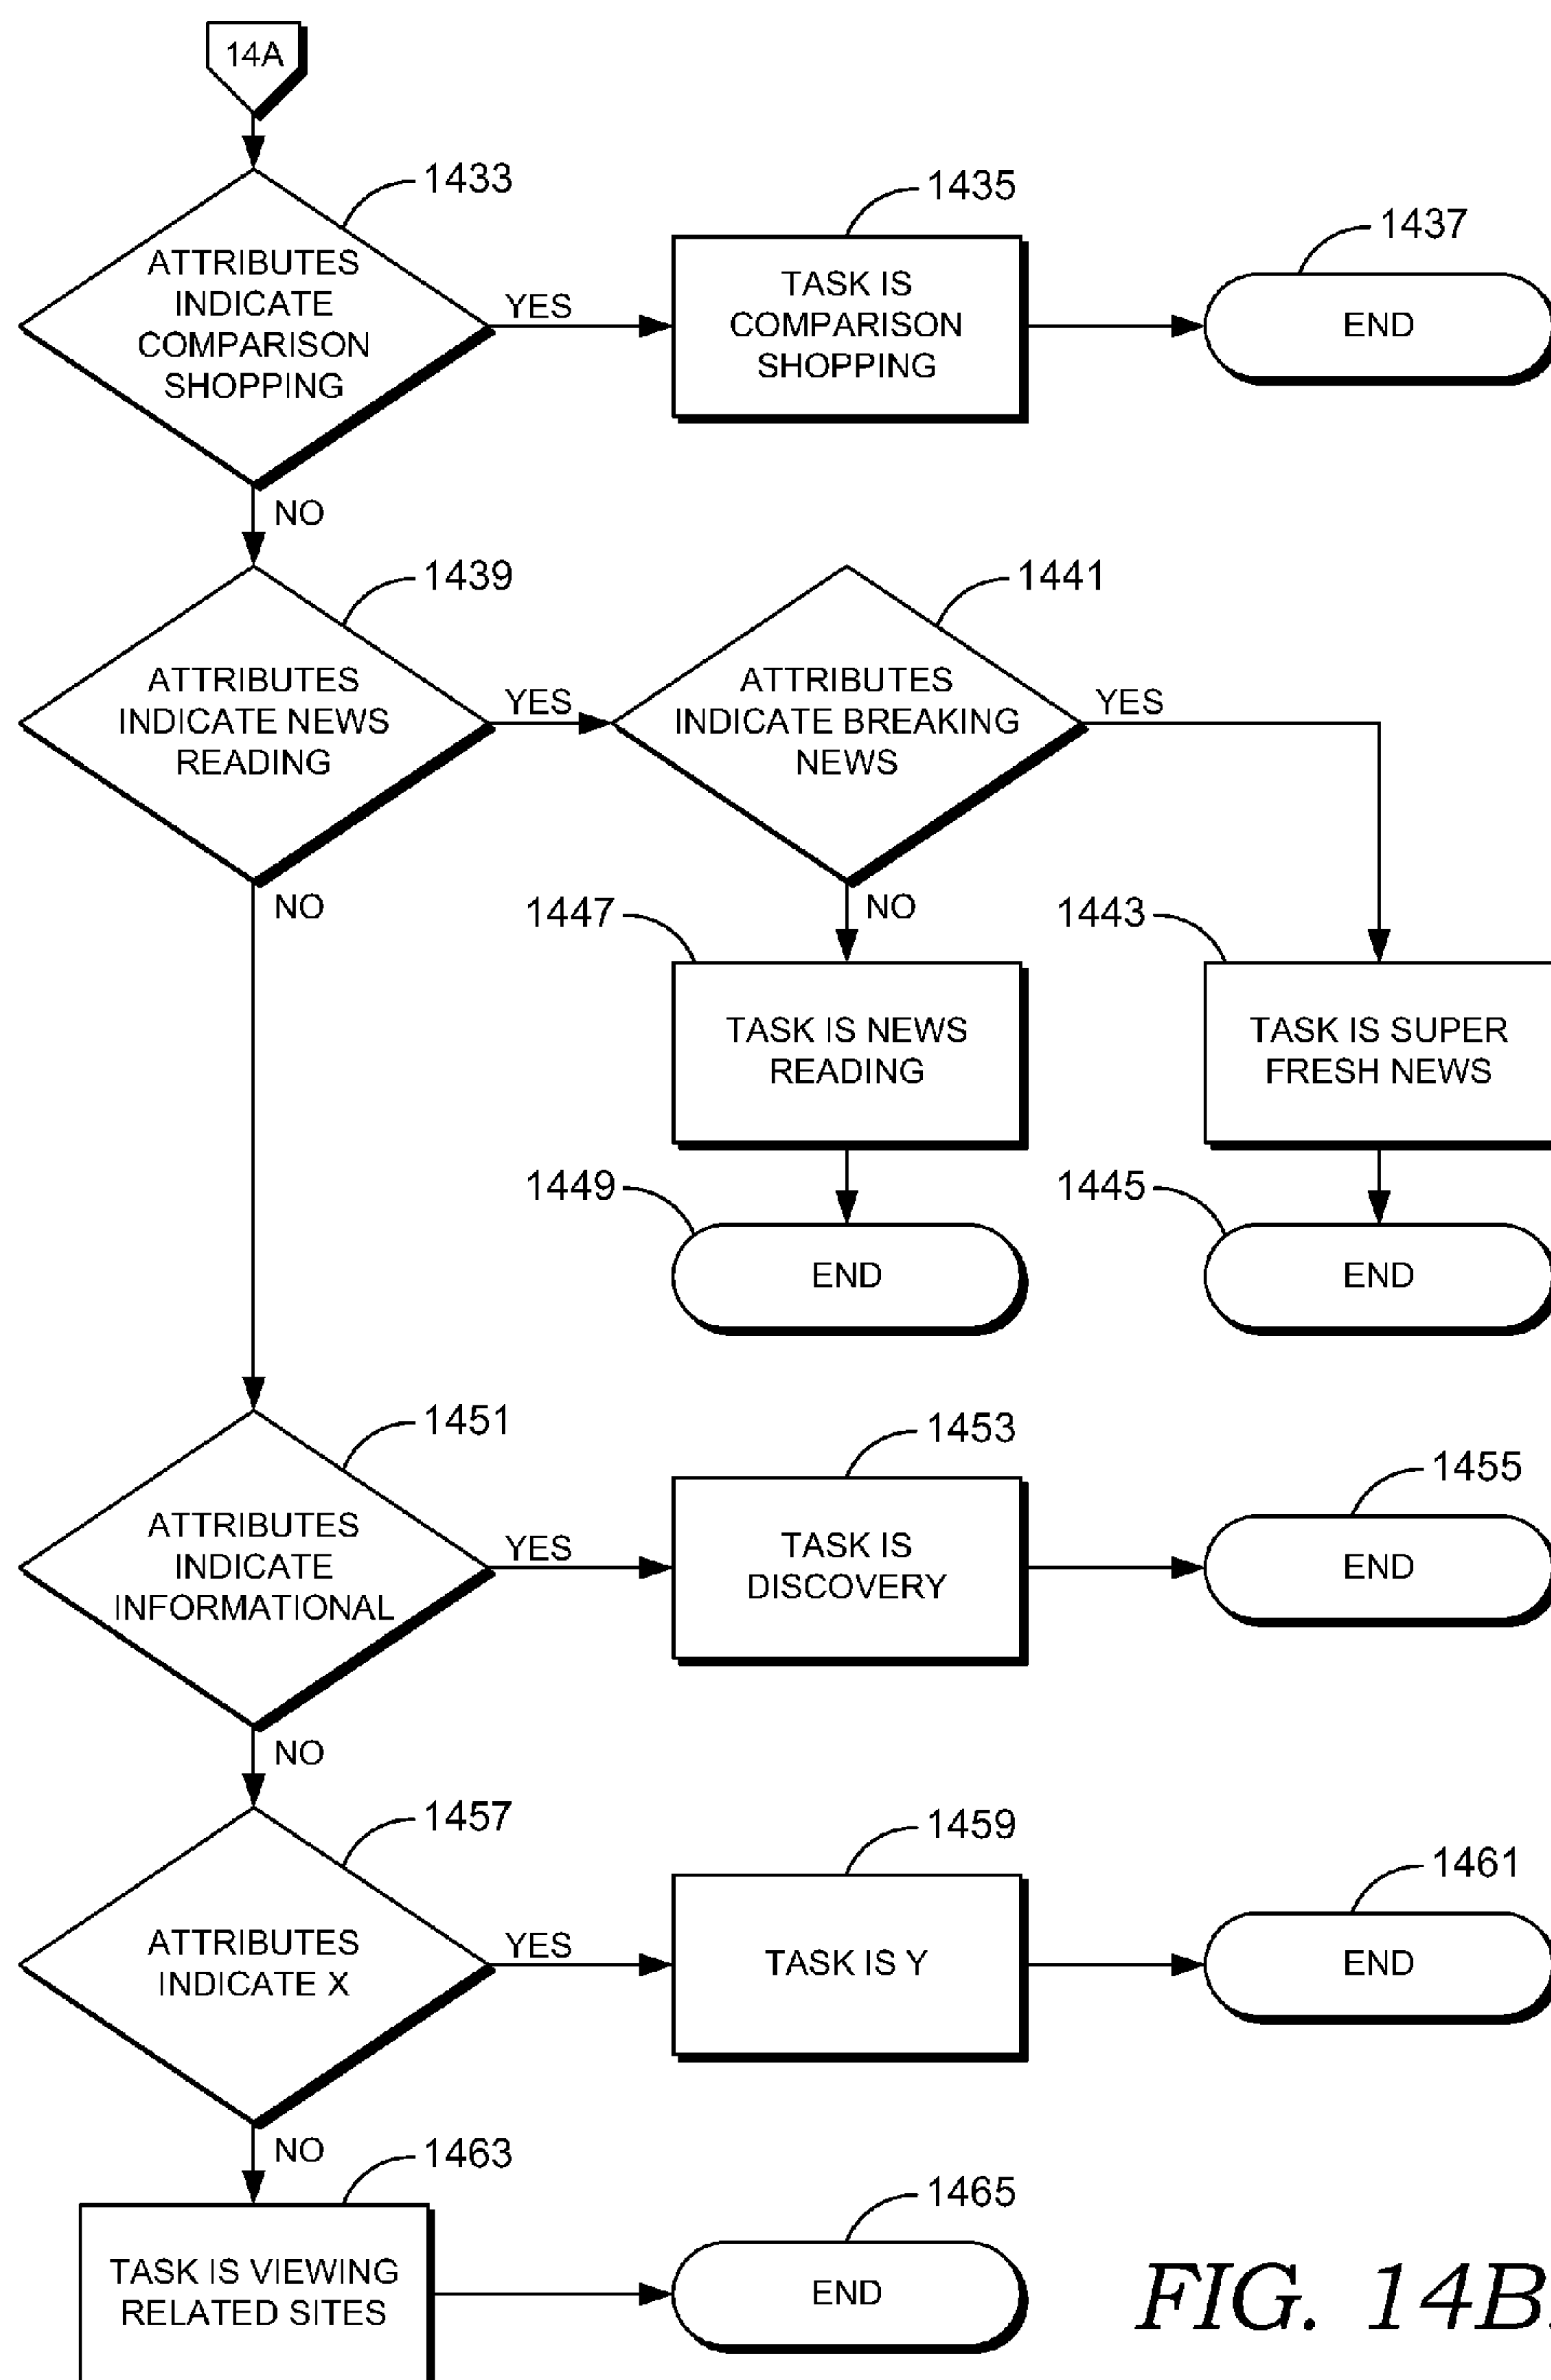 14A
1433
ATTRIBUTES
INDICATE
COMPARISON
SHOPPING
YES
1435
TASK IS
COMPARISON
SHOPPING
1437
END
NO
1439
ATTRIBUTES
INDICATE NEWS
READING
YES
1441
ATTRIBUTES
INDICATE BREAKING
NEWS
YES
NO
NO
1447
TASK IS NEWS
READING
1443
TASK IS SUPER
FRESH NEWS
1449
END
1445
END
1451
ATTRIBUTES
INDICATE
INFORMATIONAL
YES
1453
TASK IS
DISCOVERY
1455
END
NO
1457
ATTRIBUTES
INDICATE X
YES
1459
TASK IS Y
1461
END
NO
1463
TASK IS VIEWING
RELATED SITES
1465
END
FIG. 14B.